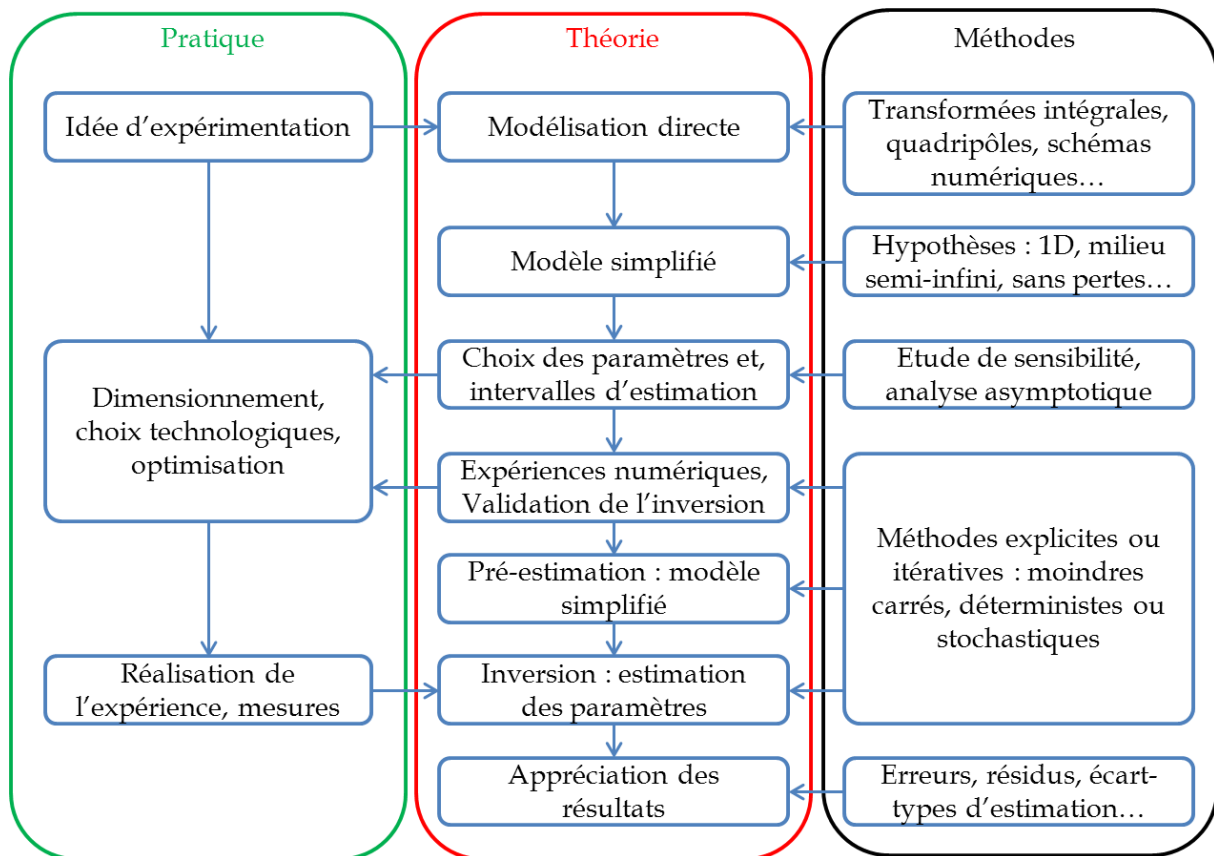 Pratique
Idée d'expérimentation
Dimensionnement,
choix technologiques,
optimisation
Réalisation de
l'expérience, mesures
Théorie
Modélisation directe
Modèle simplifié
Choix des paramètres et,
intervalles d'estimation
Expériences numériques,
Validation de l'inversion
Pré-estimation : modèle
simplifié
Inversion : estimation
des paramètres
Appréciation des
résultats
Méthodes
Transformées intégrales,
quadripôles, schémas
numériques…
Hypothèses : 1D, milieu
semi-infini, sans pertes…
Etude de sensibilité,
analyse asymptotique
Méthodes explicites ou
itératives : moindres
carrés, déterministes ou
stochastiques
Erreurs, résidus, écart-
types d'estimation…